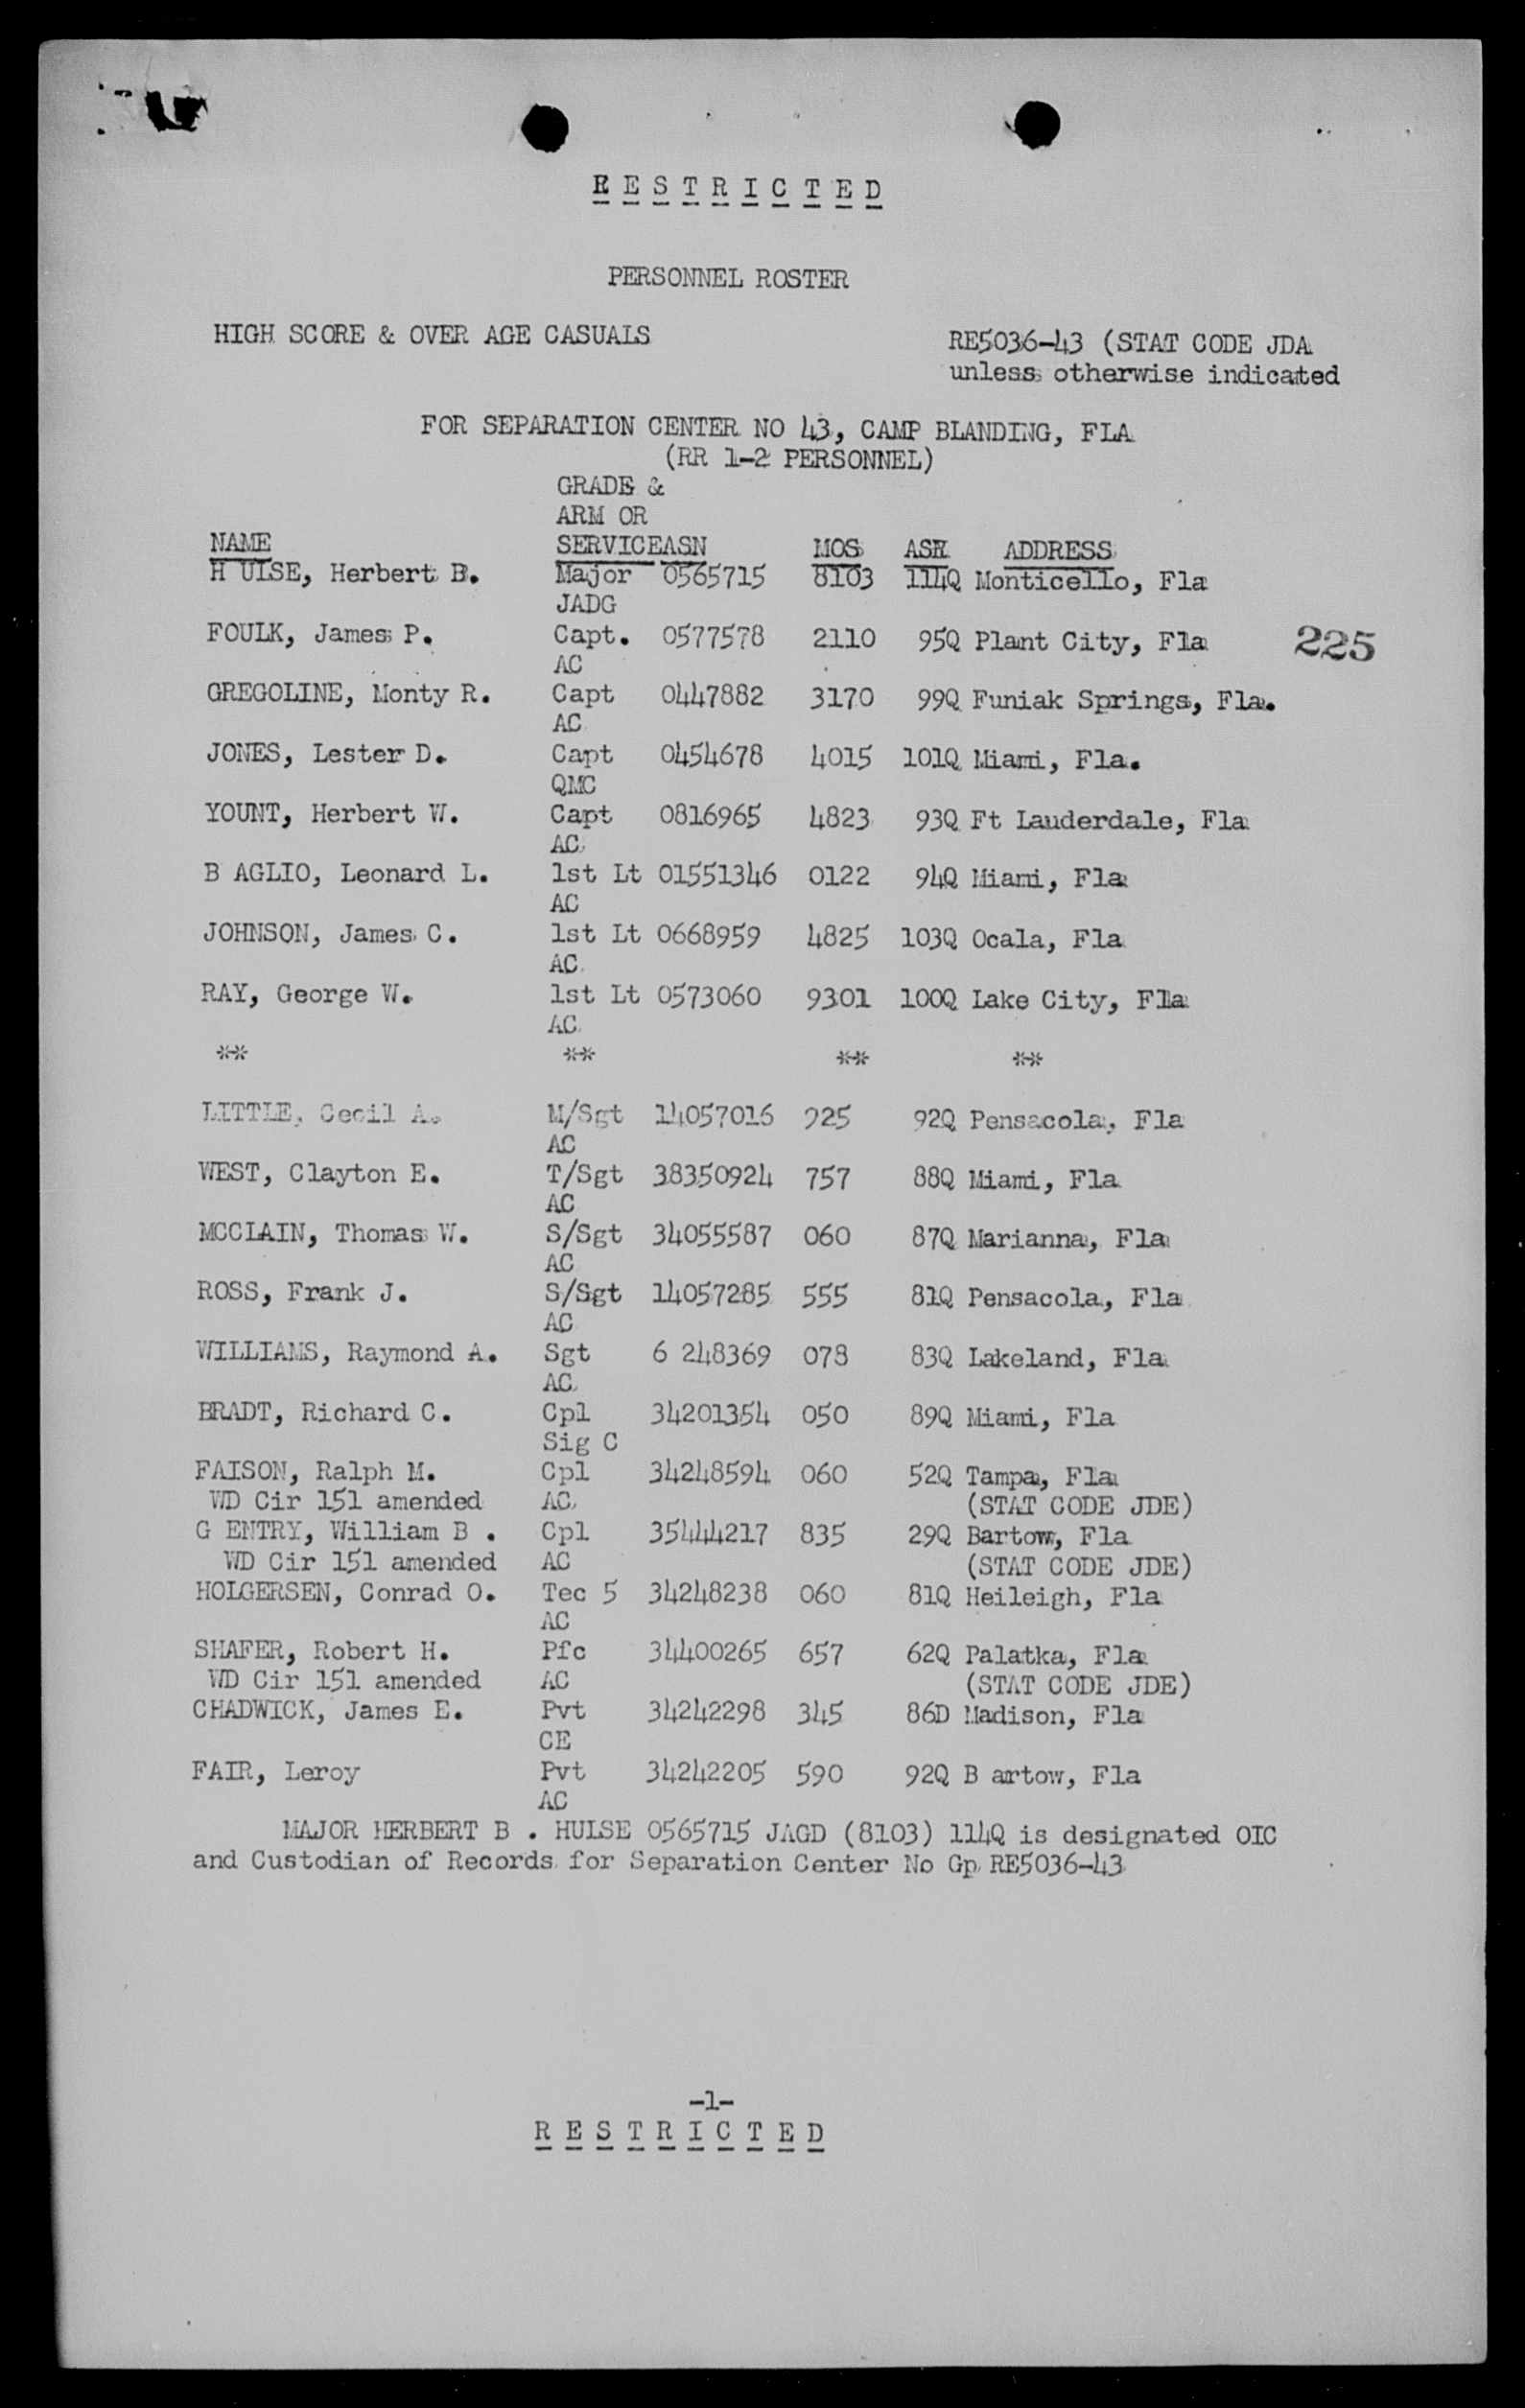 R E S T R I C T E D
PERSONNEL ROSTER
HIGH SCORE & OVER AGE CASUALS
RE5036-43 (STAT CODE JDA
unless otherwise indicated
FOR SEPARATION CENTER NO 43, CAMP BLANDING, FLA
(RR 1-2 PERSONNEL)
GRADE &
ARM OR
NAME SERVICE ASN MOS ASR ADDRESS
H ULSE, Herbert B. Major 0565715 8103 114Q Monticello, Fla
JADG
FOULK, James P. Capt. 0577578 2110 95Q Plant City, Fla 225
AC
GREGOLINE, Monty R. Capt 0447882 3170 99Q Funiak Springs, Fla.
AC
JONES, Lester D. Capt 0454678 4015 101Q Miami, Fla.
QMC
YOUNT, Herbert W. Capt 0816965 4823 93Q Ft Lauderdale, Fla
AC
B AGLIO, Leonard L. 1st Lt 01551346 0122 94Q Miami, Fla
AC
JOHNSON, James C. 1st Lt 0668959 4825 103Q Ocala, Fla
AC
RAY, George W. 1st Lt 0573060 9301 100Q Lake City, Fla
AC
** ** ** **
LITTLE, Cecil A. M/Sgt 14057016 925 92Q Pensacola, Fla
AC
WEST, Clayton E. T/Sgt 38350924 757 88Q Miami, Fla
AC
MCCLAIN, Thomas W. S/Sgt 34055587 060 87Q Marianna, Fla
AC
ROSS, Frank J. S/Sgt 14057285 555 81Q Pensacola, Fla
AC
WILLIAMS, Raymond A. Sgt 6 248369 078 83Q Lakeland, Fla
AC
BRADT, Richard C. Cpl 34201354 050 89Q Miami, Fla
Sig C
FAISON, Ralph M. Cpl 34248594 060 52Q Tampa, Fla
WD Cir 151 amended AC (STAT CODE JDE)
G ENTRY, William B . Cpl 35444217 835 29Q Bartow, Fla
WD Cir 151 amended AC (STAT CODE JDE)
HOLGERSEN, Conrad O. Tec 5 34248238 060 81Q Heileigh, Fla
AC
SHAFER, Robert H. Pfc 34400265 657 62Q Palatka, Fla
WD Cir 151 amended AC (STAT CODE JDE)
CHADWICK, James E. Pvt 34242298 345 86D Madison, Fla
CE
FAIR, Leroy Pvt 34242205 590 92Q B artow, Fla
AC
MAJOR HERBERT B . HULSE 0565715 JAGD (8103) 114Q is designated OIC
and Custodian of Records for Separation Center No Gp RE5036-43
-1-
R E S T R I C T E D